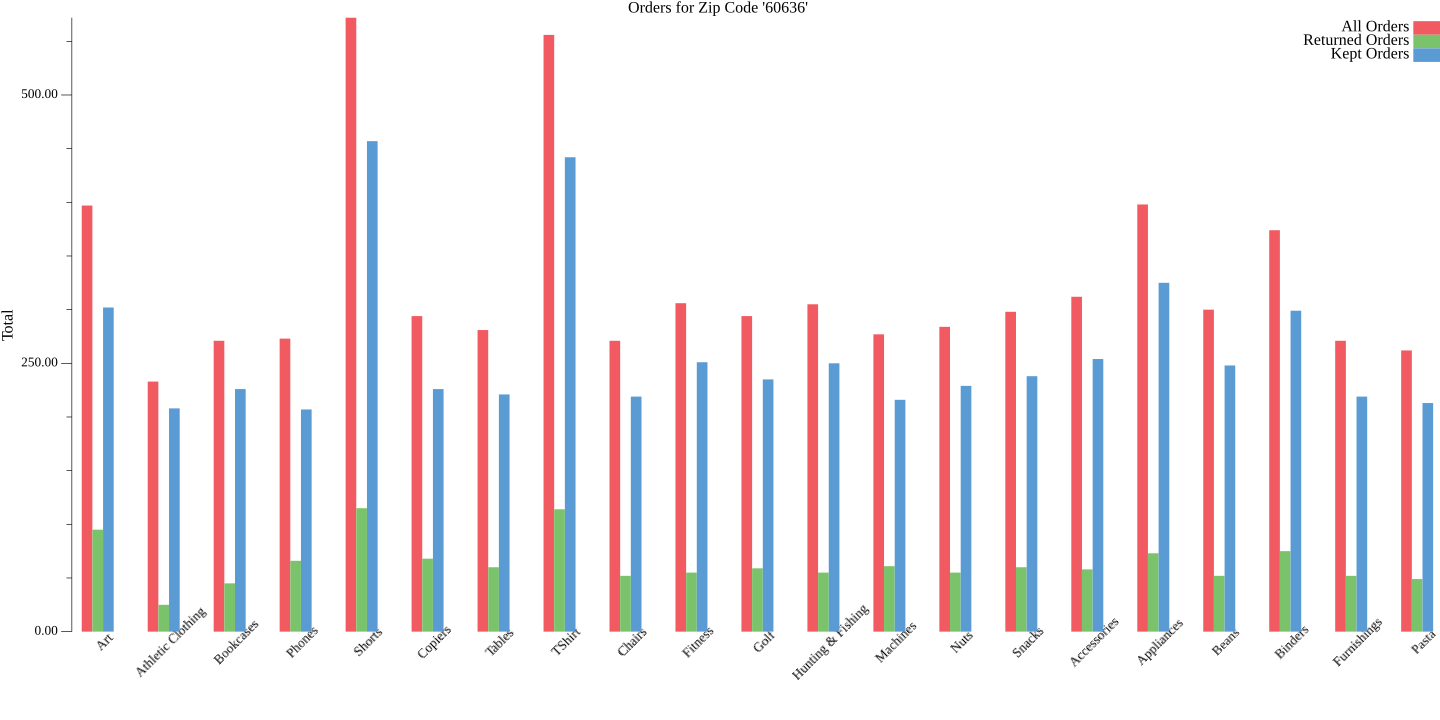 Orders for Zip Code '60636'
All Orders
Returned Orders
Kept Orders
500.00
250.00
0.00
Total
Art
Athletic Clothing
Bookcases
Phones
Shorts
Copiers
Tables
TShirt
Chairs
Fitness
Golf
Hunting & Fishing
Machines
Nuts
Snacks
Accessories
Appliances
Beans
Binders
Furnishings
Pasta